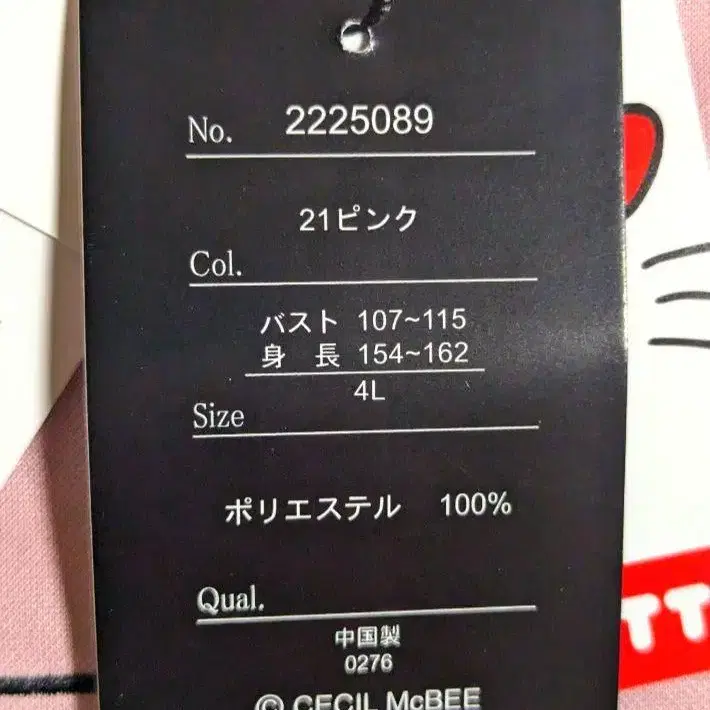 No. 2225089
21ピンク
Col.
バスト 107~115
身 長 154~162
4L
Size
ポリエステル 100%
Qual.
中国製
0276
© CECIL McBEE
TT